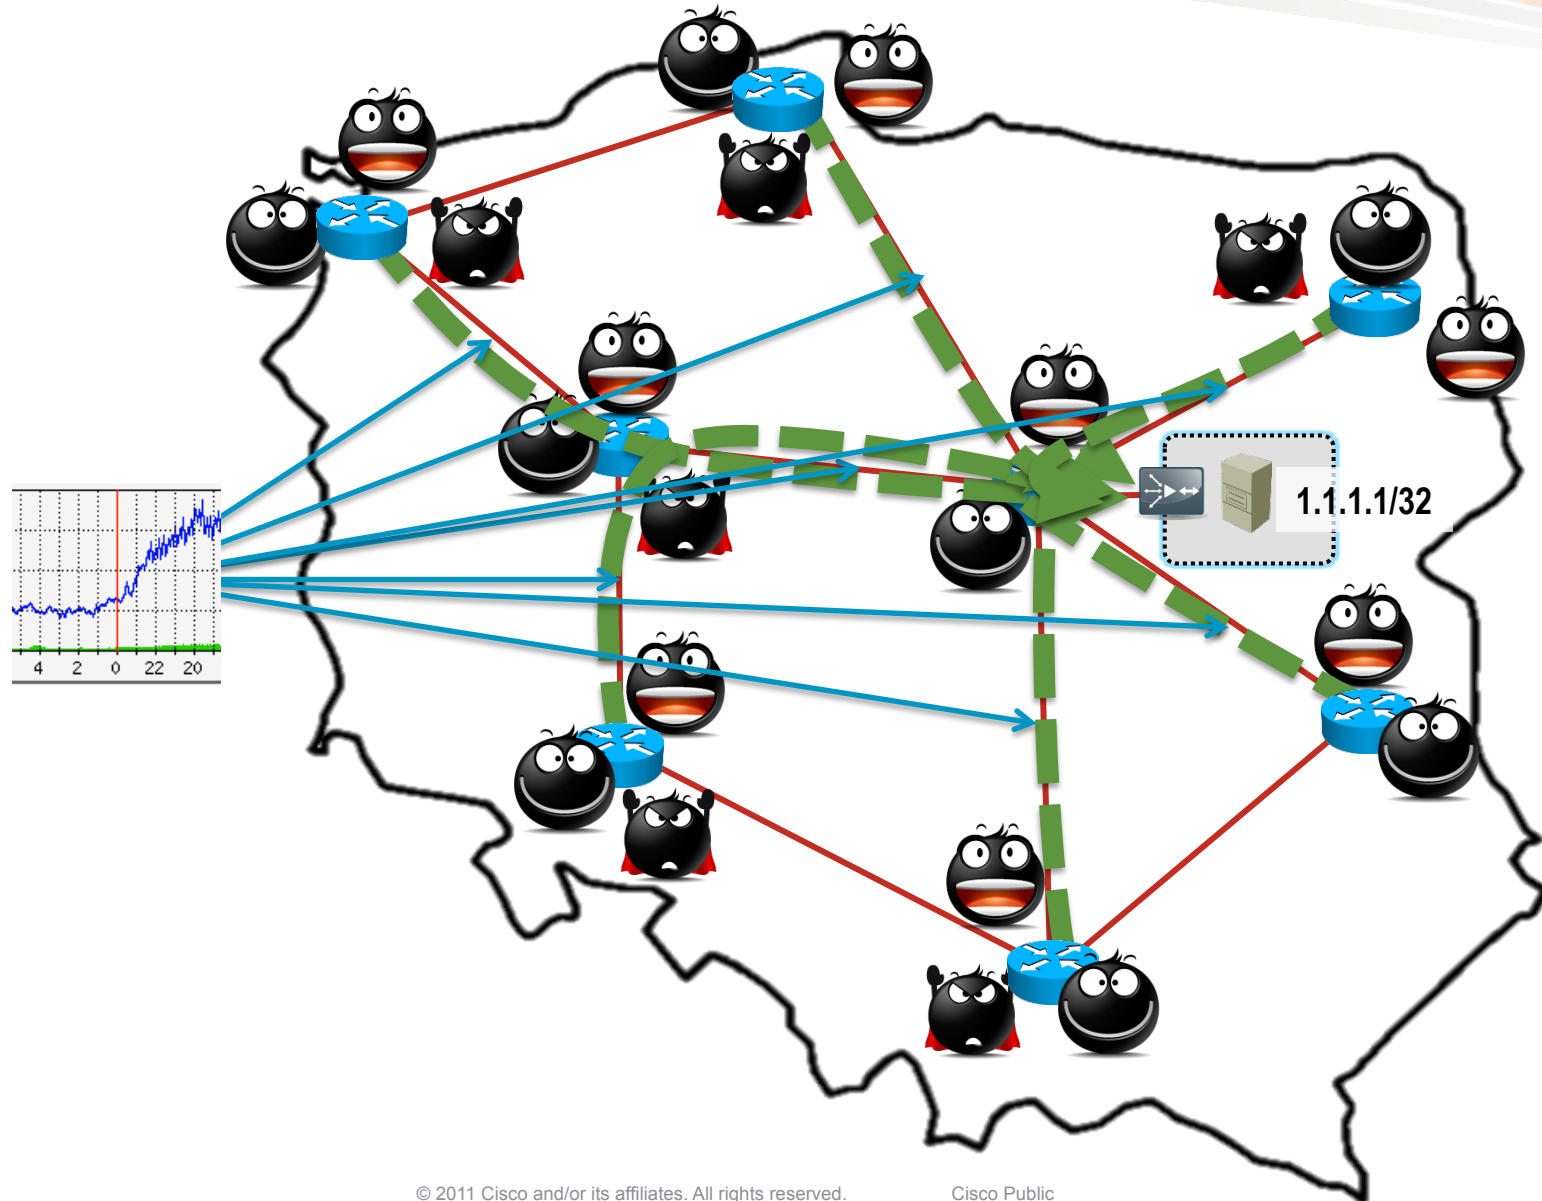 1.1.1.1/32
4 2 0 22 20
© 2011 Cisco and/or its affiliates. All rights reserved. Cisco Public